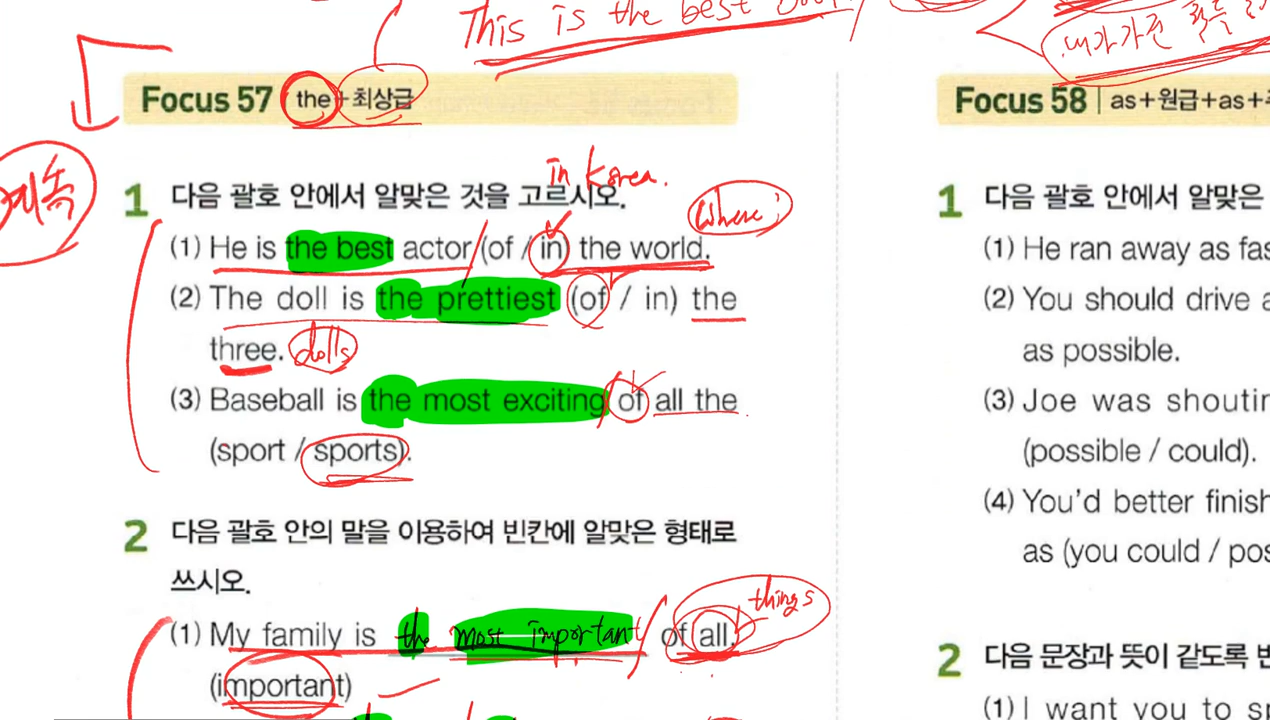 This is the best
내가 가진
Focus 57 the+최상급
계속
in Korea.
1 다음 괄호 안에서 알맞은 것을 고르시오.
where:
(1) He is the best actor (of / in) the world.
(2) The doll is the prettiest (of / in) the
three. dolls
(3) Baseball is the most exciting of all the
(sport / sports).
2 다음 괄호 안의 말을 이용하여 빈칸에 알맞은 형태로
쓰시오.
things
(1) My family is the most important of all.
(important)
Focus 58 | as+원급+as+
1 다음 괄호 안에서 알맞은
(1) He ran away as
(2) You should drive
as possible.
(3) Joe was
(possible / could).
(4) You'd better
as (you could /
2 다음 문장과 뜻이 같도록
(1) I want you to